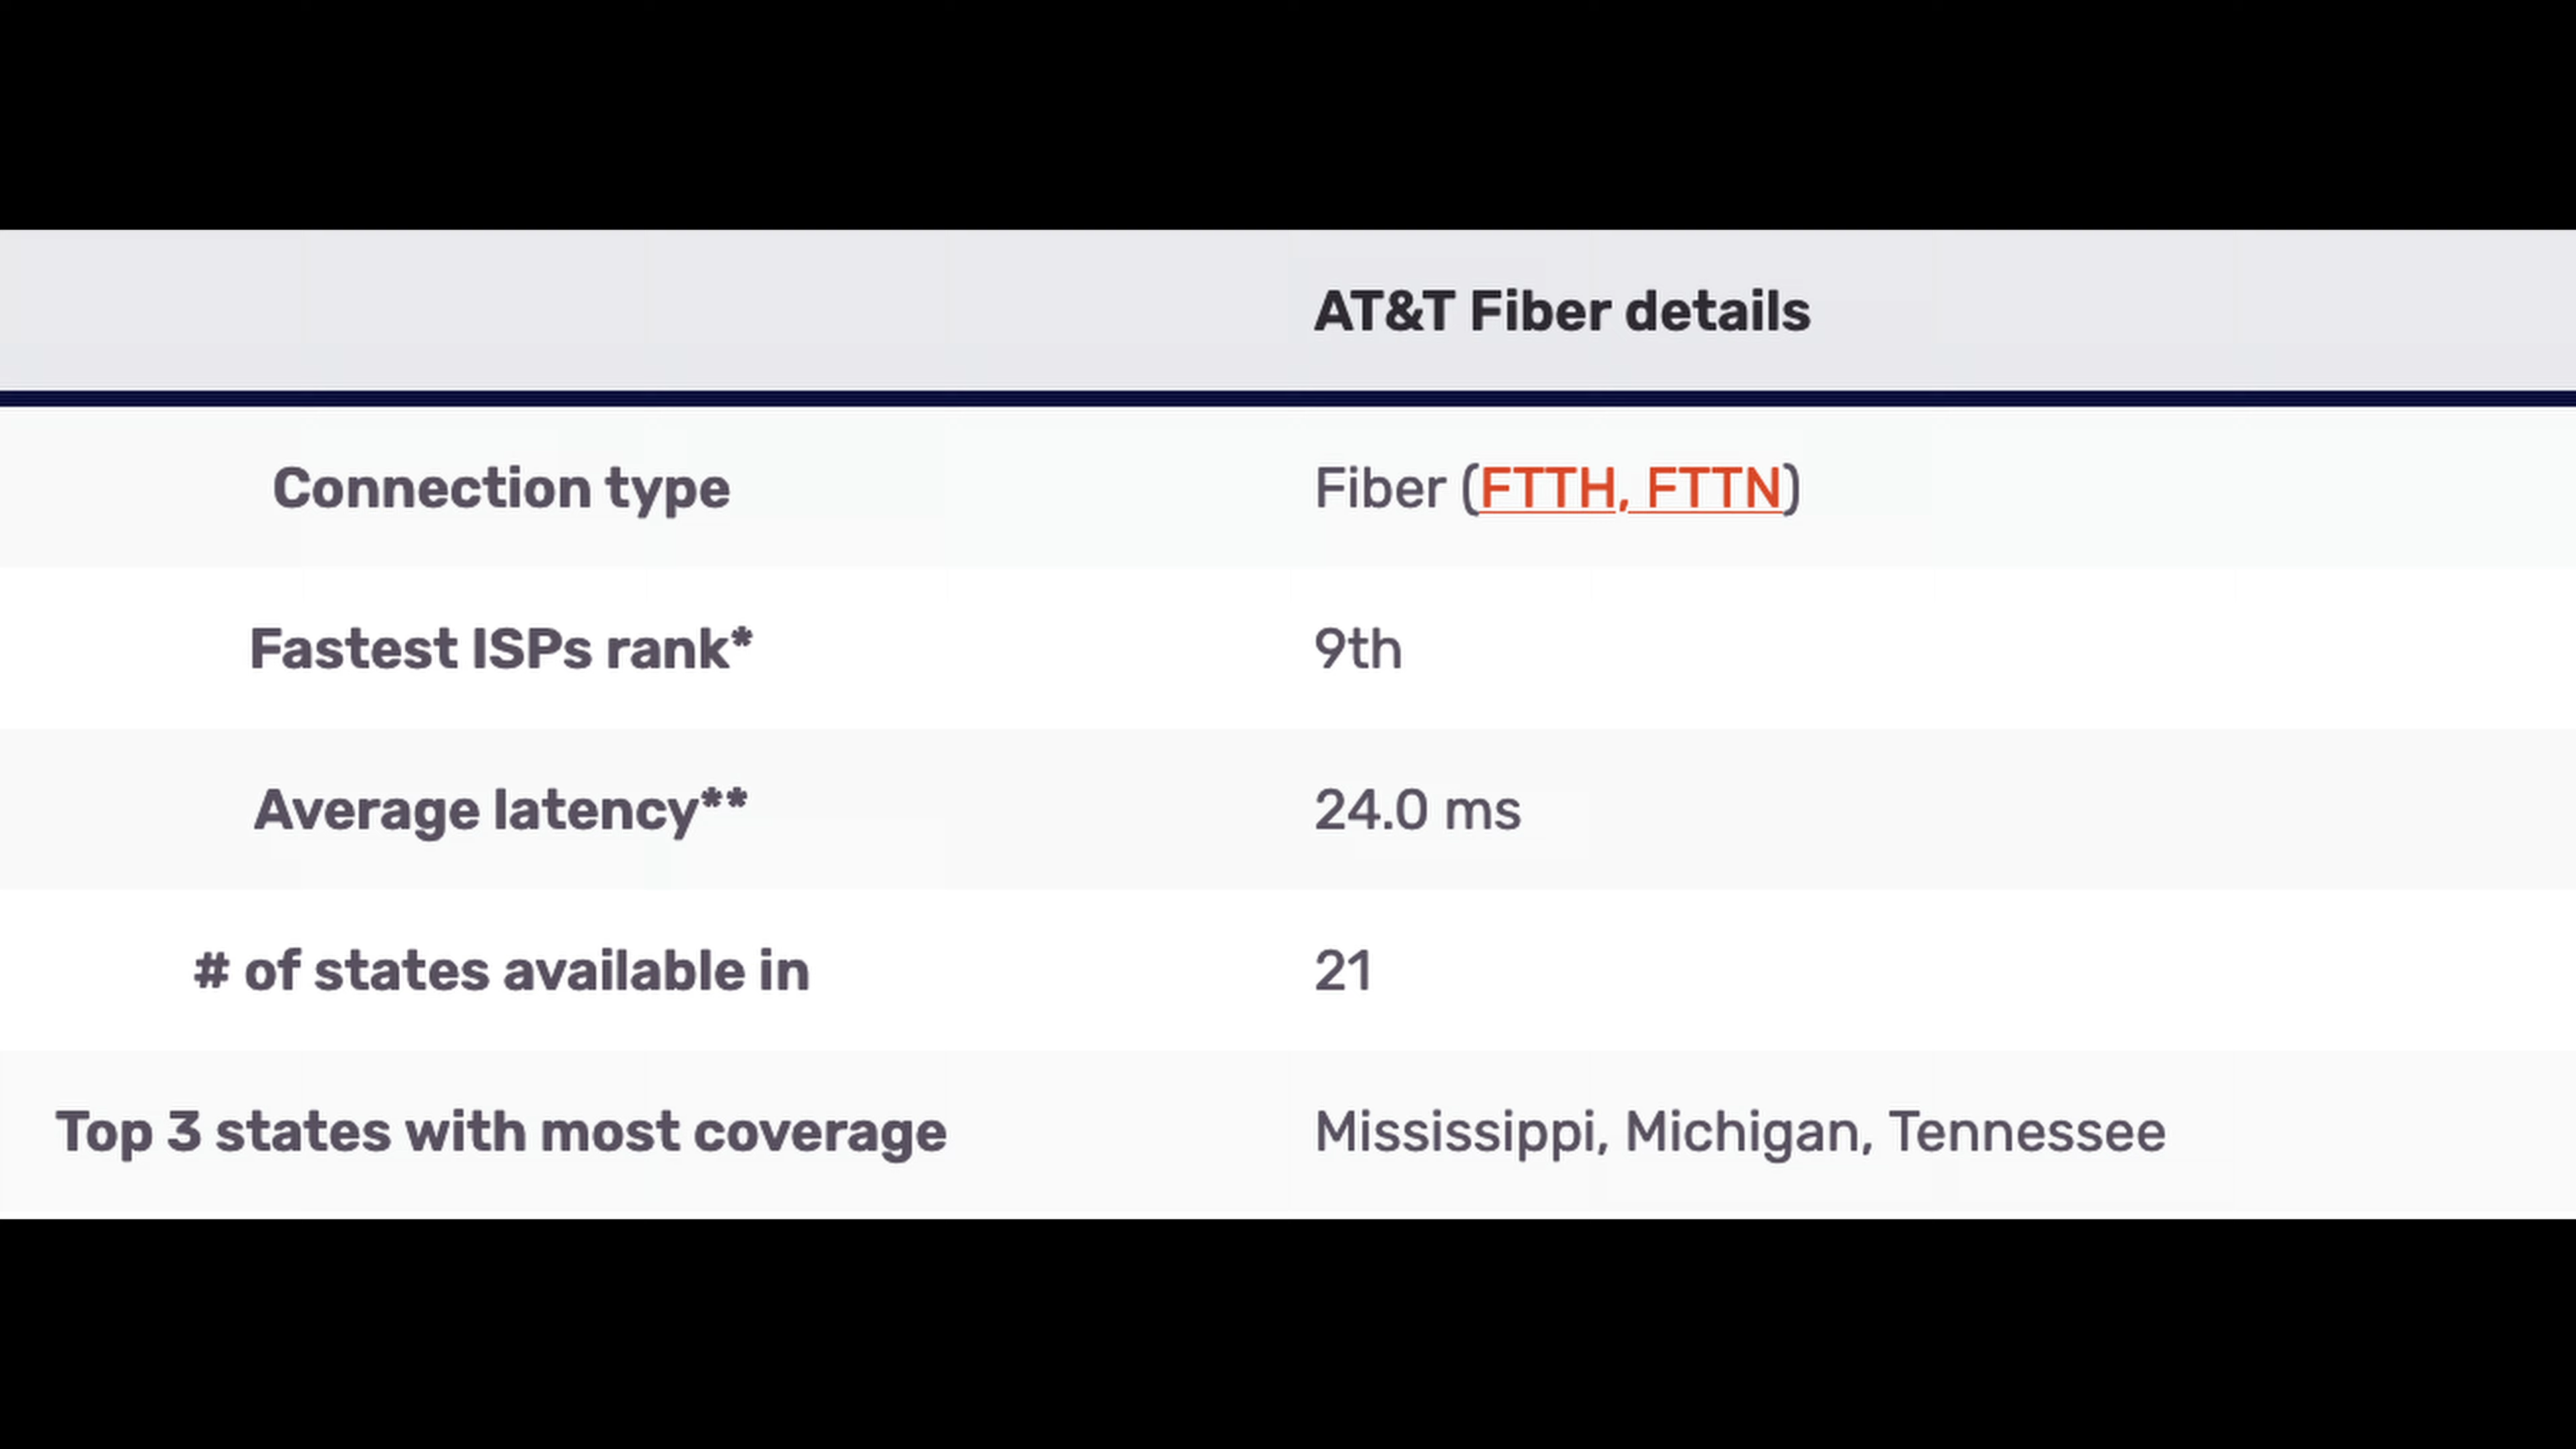 AT&T Fiber details
Connection type Fiber (FTTH, FTTN)
Fastest ISPs rank* 9th
Average latency** 24.0 ms
# of states available in 21
Top 3 states with most coverage Mississippi, Michigan, Tennessee